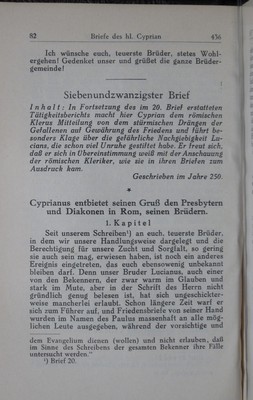 82 Briefe des hl. Cyprian 436
Ich wünsche euch, teuerste Brüder, stetes Wohl-
ergehen! Gedenket unser und grüßet die ganze Brüder-
gemeinde!
Siebenundzwanzigster Brief
Inhalt: In Fortsetzung des im 20. Brief erstatteten
Tätigkeitsberichts macht hier Cyprian dem römischen
Klerus Mitteilung von dem stürmischen Drängen der
Gefallenen auf Gewährung des Friedens und führt be-
sonders Klage über die gefährliche Nachgiebigkeit Lu-
cians, die schon viel Unruhe gestiftet habe. Er freut sich,
daß er sich in Übereinstimmung weiß mit der Anschauung
der römischen Kleriker, wie sie in ihren Briefen zum
Ausdruck kam.
Geschrieben im Jahre 250.
*
Cyprianus entbietet seinen Gruß den Presbytern
und Diakonen in Rom, seinen Brüdern.
1. Kapitel
Seit unserem Schreiben¹) an euch, teuerste Brüder,
in dem wir unsere Handlungsweise dargelegt und die
Berechtigung für unsere Zucht und Sorgfalt, so gering
sie auch sein mag, erwiesen haben, ist noch ein anderes
Ereignis eingetreten, das euch ebensowenig unbekannt
bleiben darf. Denn unser Bruder Lucianus, auch einer
von den Bekennern, der zwar warm im Glauben und
stark im Mute, aber in der Schrift des Herrn nicht
gründlich genug belesen ist, hat sich ungeschickter-
weise mancherlei erlaubt. Schon längere Zeit warf er
sich zum Führer auf, und Friedensbriefe von seiner Hand
wurden im Namen des Paulus massenhaft an alle mög-
lichen Leute ausgegeben, während der vorsichtige und
dem Evangelium dienen (wollen) und nicht erlauben, daß
im Sinne des Schreibens der gesamten Bekenner ihre Fälle
untersucht werden.“
¹) Brief 20.